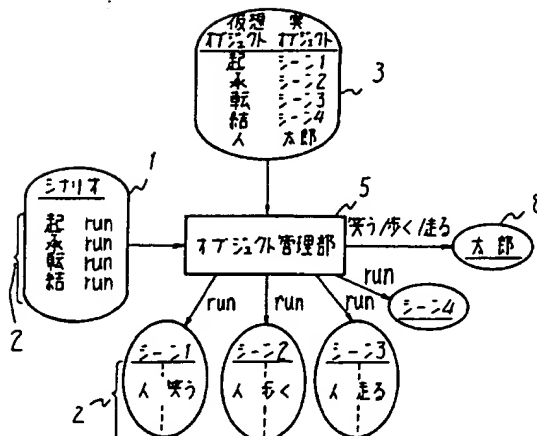 仮想 実
オブジェクト オブジェクト
起 シーン1
承 シーン2
転 シーン3
結 シーン4
人 太郎
3
シナリオ
1
起 run
承 run
転 run
結 run
2
5
オブジェクト管理部
笑う/歩く/走る
8
太郎
run
シーン4
run
run
run
シーン1
人 笑う
シーン2
人 歩く
シーン3
人 走る
2